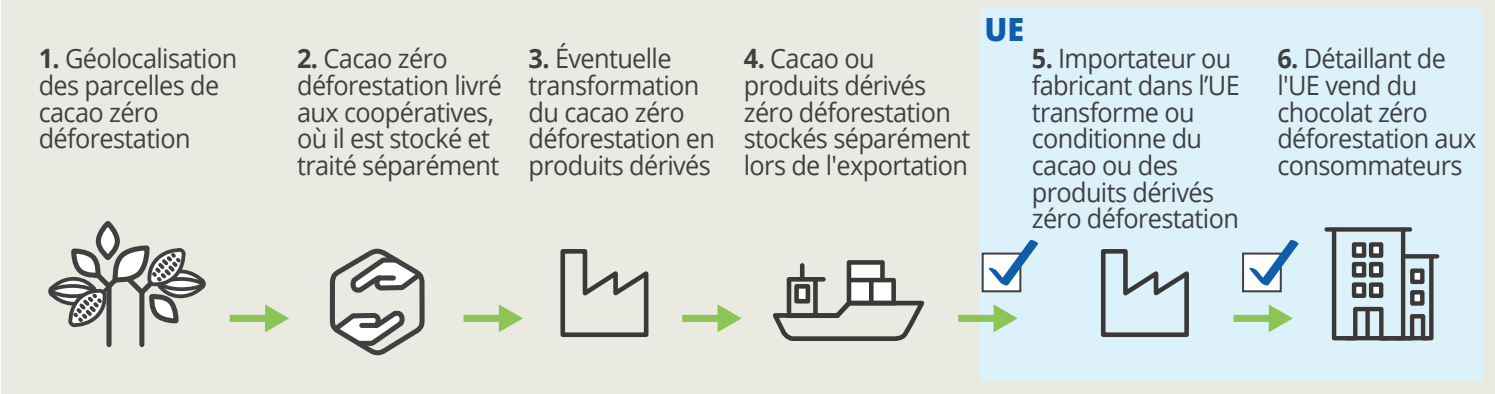 1. Géolocalisation
des parcelles de
cacao zéro
déforestation
2. Cacao zéro
déforestation livré
aux coopératives,
où il est stocké et
traité séparément
3. Éventuelle
transformation
du cacao zéro
déforestation en
produits dérivés
4. Cacao ou
produits dérivés
zéro déforestation
stockés séparément
lors de l'exportation
UE
5. Importateur ou
fabricant dans l’UE
transforme ou
conditionne du
cacao ou des
produits dérivés
zéro déforestation
6. Détaillant de
l'UE vend du
chocolat zéro
déforestation aux
consommateurs